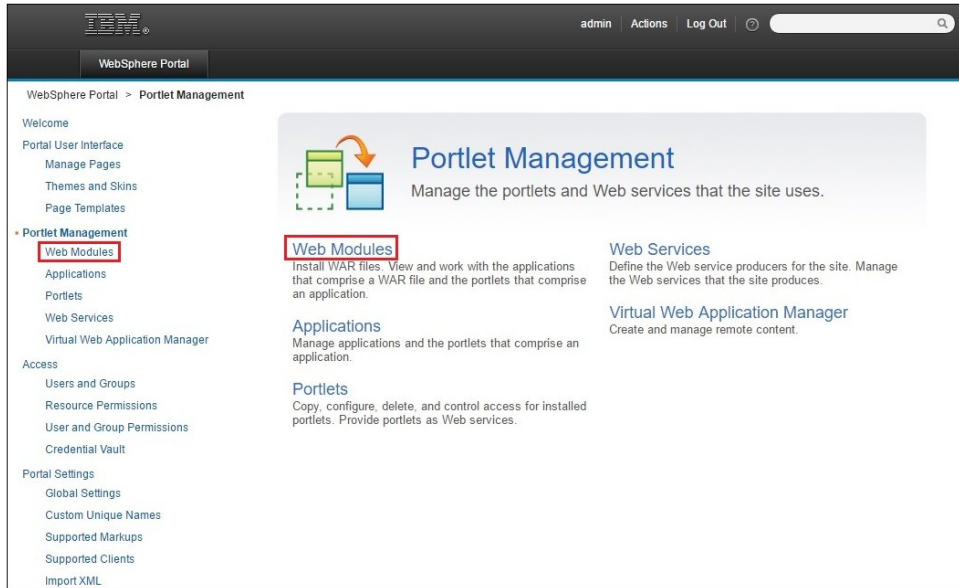 IBM®
admin Actions Log Out ?
WebSphere Portal
WebSphere Portal > Portlet Management
Welcome
Portal User Interface
Manage Pages
Themes and Skins
Page Templates
Portlet Management
Web Modules
Applications
Portlets
Web Services
Virtual Web Application Manager
Access
Users and Groups
Resource Permissions
User and Group Permissions
Credential Vault
Portal Settings
Global Settings
Custom Unique Names
Supported Markups
Supported Clients
Import XML
Portlet Management
Manage the portlets and Web services that the site uses.
Web Modules
Install WAR files. View and work with the applications
that comprise a WAR file and the portlets that comprise
an application.
Applications
Manage applications and the portlets that comprise an
application.
Portlets
Copy, configure, delete, and control access for installed
portlets. Provide portlets as Web services.
Web Services
Define the Web service producers for the site. Manage
the Web services that the site produces.
Virtual Web Application Manager
Create and manage remote content.